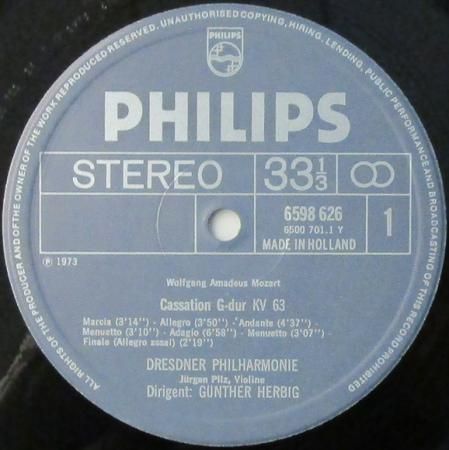 ALL RIGHTS OF THE PRODUCER AND OF THE OWNER OF THE WORK REPRODUCED RESERVED. UNAUTHORISED COPYING, HIRING, LENDING, PUBLIC PERFORMANCE AND BROADCASTING OF THIS RECORD PROHIBITED
PHILIPS
PHILIPS
STEREO 33 1/3
6598 626
6500 701.1 Y
MADE IN HOLLAND
1
℗ 1973
Wolfgang Amadeus Mozart
Cassation G-dur KV 63
Marcia (3'14") - Allegro (3'50") - Andante (4'37") -
Menuetto (3'10") - Adagio (6'58") - Menuetto (3'07") -
Finale (Allegro assai) (2'19")
DRESDNER PHILHARMONIE
Jürgen Pilz, Violine
Dirigent: GÜNTHER HERBIG